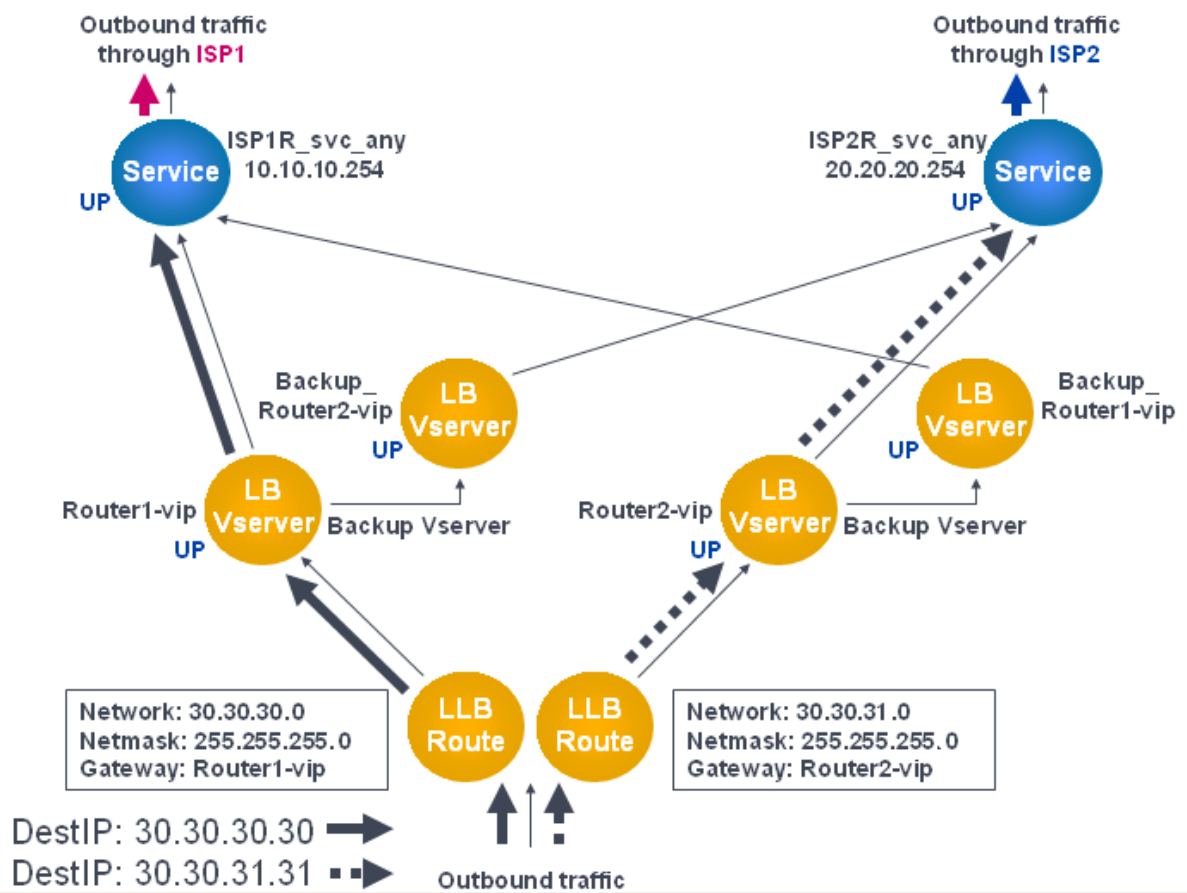 Outbound traffic
through ISP1
Outbound traffic
through ISP2
Service
ISP1R_svc_any
10.10.10.254
UP
ISP2R_svc_any
20.20.20.254
Service
UP
Backup_
Router2-vip
LB
Vserver
UP
LB
Vserver
Backup_
Router1-vip
UP
Router1-vip
LB
Vserver
UP
Backup Vserver
Router2-vip
LB
Vserver
UP
Backup Vserver
Network: 30.30.30.0
Netmask: 255.255.255.0
Gateway: Router1-vip
LLB
Route
LLB
Route
Network: 30.30.31.0
Netmask: 255.255.255.0
Gateway: Router2-vip
DestIP: 30.30.30.30
DestIP: 30.30.31.31
Outbound traffic